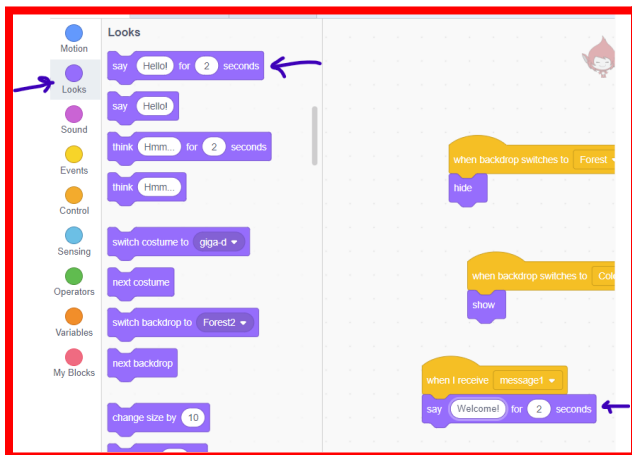 Motion
Looks
Sound
Events
Control
Sensing
Operators
Variables
My Blocks
Looks
say Hello! for 2 seconds
say Hello!
think Hmm... for 2 seconds
think Hmm...
switch costume to giga-d
next costume
switch backdrop to Forest2
next backdrop
change size by 10
when backdrop switches to Forest
hide
when backdrop switches to
show
when I receive message1
say Welcome! for 2 seconds